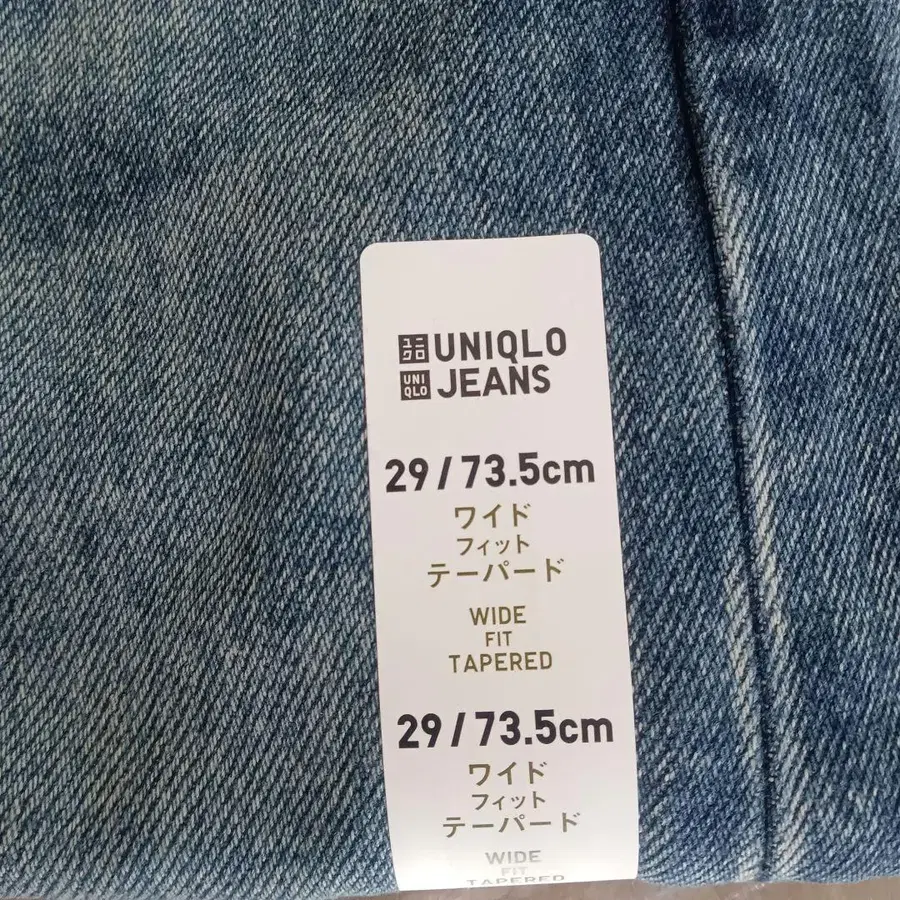 ユニ
クロ
UNIQLO
UNI
QLO
JEANS
29/73.5cm
ワイド
フィット
テーパード
WIDE
FIT
TAPERED
29/73.5cm
ワイド
フィット
テーパード
WIDE
FIT
TAPERED